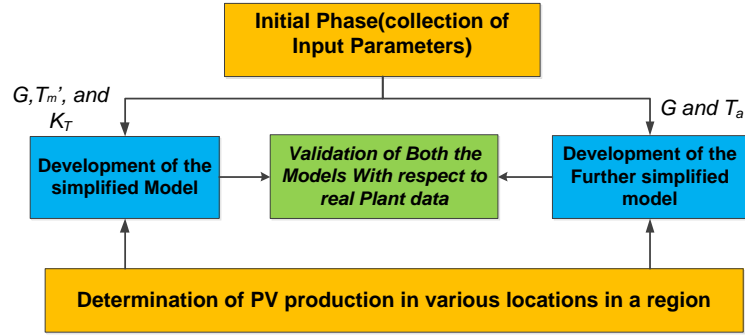 Initial Phase(collection of
Input Parameters)
G,Tm', and
KT
G and Ta
Development of the
simplified Model
Validation of Both the
Models With respect to
real Plant data
Development of the
Further simplified
model
Determination of PV production in various locations in a region